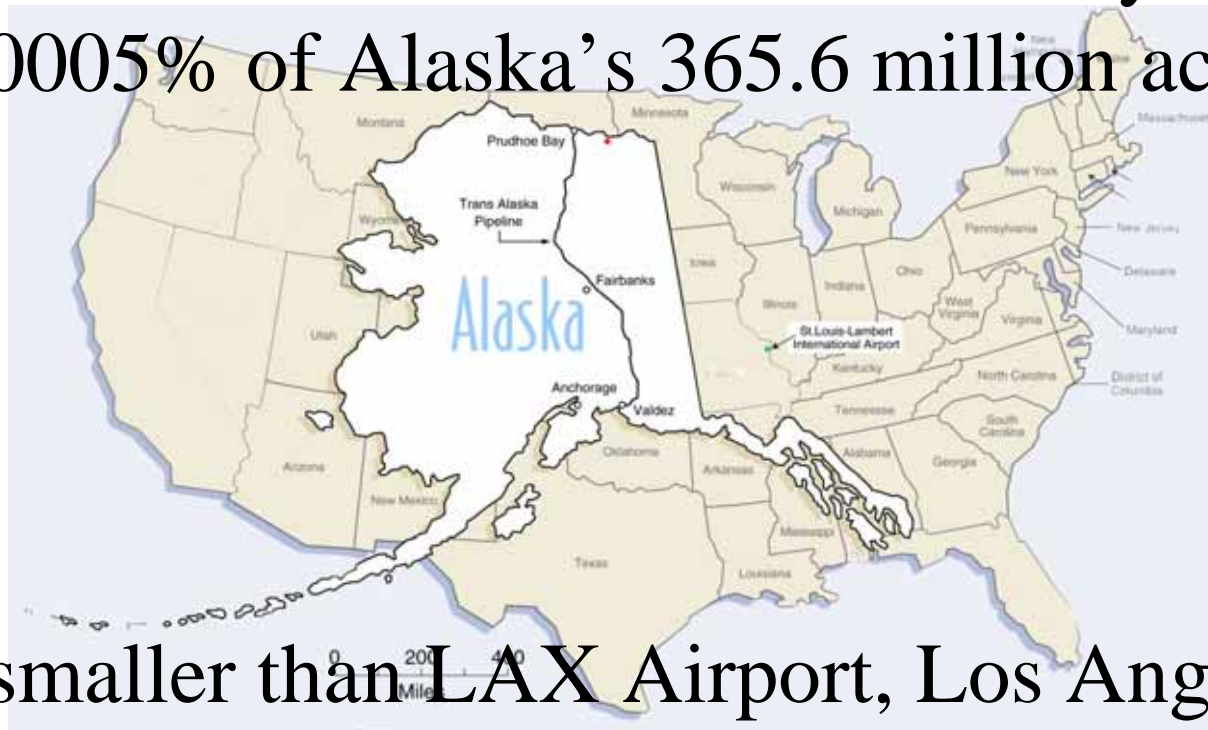 0005% of Alaska’s 365.6 million ac
Minnesota
Montana
Massachuset
Prudhoe Bay
New York
Wisconsin
Michigan
Trans Alaska
Pipeline
Wyom
Pennsylvania
New Jersey
Iowa
Ohio
Delaware
Fairbanks
Indiana
Illinois
West
Virginia
Virginia
Alaska
Utah
St.Louis-Lambert
International Airport
Maryland
Kentucky
Anchorage
North Carolina
District of
Columbia
Valdez
Tennessee
South
Carolina
Oklahoma
Alabama
Arizona
Arkansas
Georgia
New Mexico
Mississippi
Texas
Louisiana
smaller than LAX Airport, Los Ang
0 200 400
Miles